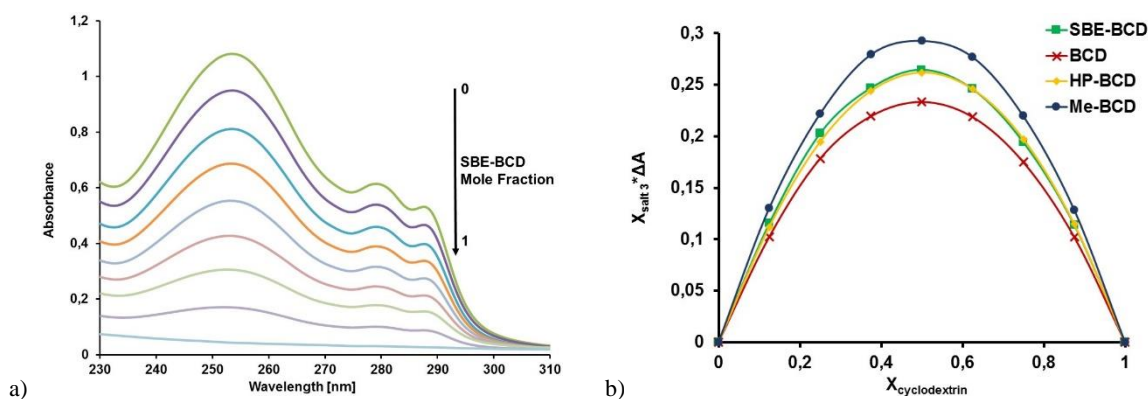 a)
Absorbance
1,2
1
0,8
0,6
0,4
0,2
0
230 240 250 260 270 280 290 300 310
Wavelength [nm]
0
SBE-BCD
Mole Fraction
1
b)
X salt 3 * ΔA
0,3
0,25
0,2
0,15
0,1
0,05
0
0 0,2 0,4 0,6 0,8 1
X cyclodextrin
SBE-BCD
BCD
HP-BCD
Me-BCD